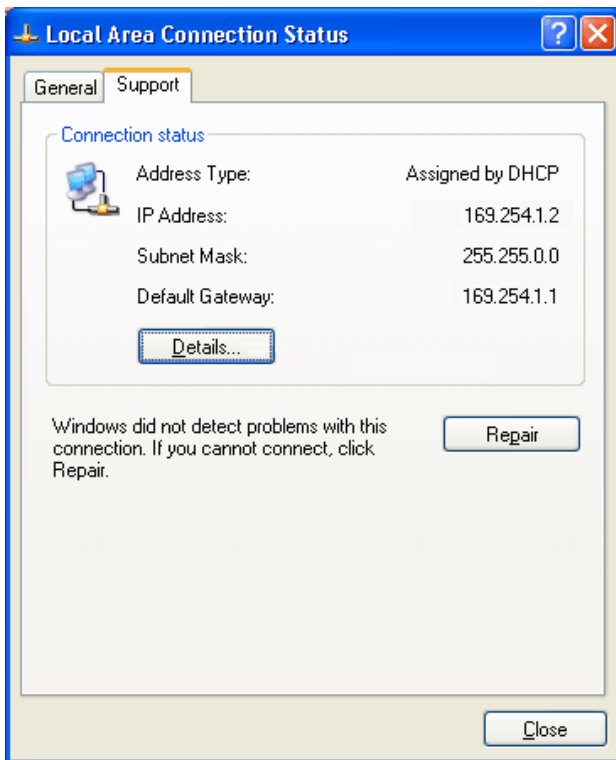 Local Area Connection Status
General Support
Connection status
Address Type: Assigned by DHCP
IP Address: 169.254.1.2
Subnet Mask: 255.255.0.0
Default Gateway: 169.254.1.1
Details...
Windows did not detect problems with this
connection. If you cannot connect, click
Repair.
Repair
Close